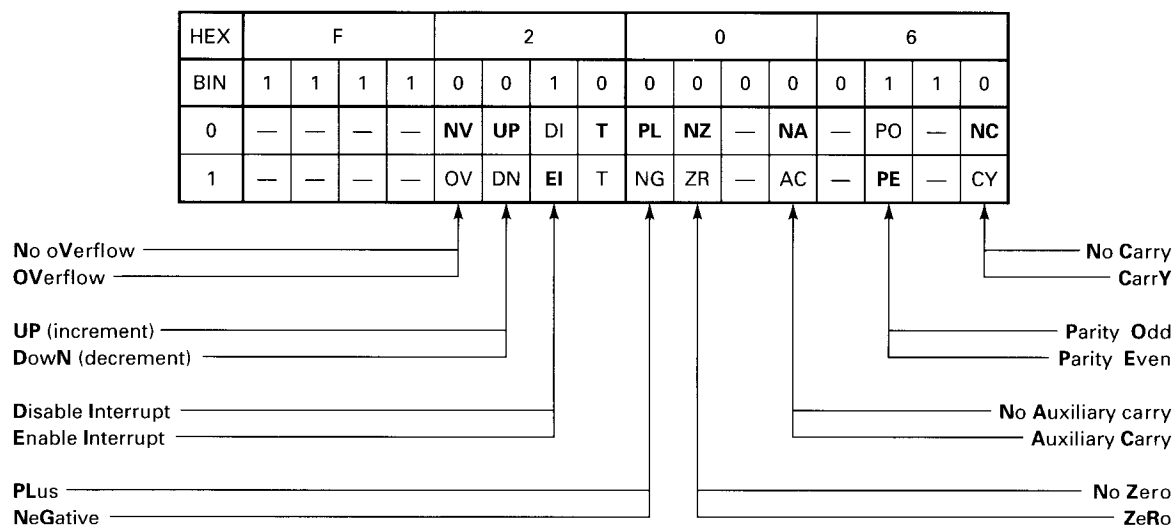 HEX F 2 0 6
BIN 1 1 1 1 0 0 1 0 0 0 0 0 0 1 1 0
0 — — — — NV UP DI T PL NZ — NA — PO — NC
1 — — — — OV DN EI T NG ZR — AC — PE — CY
No oVerflow
OVerflow
UP (increment)
DowN (decrement)
Disable Interrupt
Enable Interrupt
PLus
NeGative
No Carry
CarrY
Parity Odd
Parity Even
No Auxiliary carry
Auxiliary Carry
No Zero
ZeRo